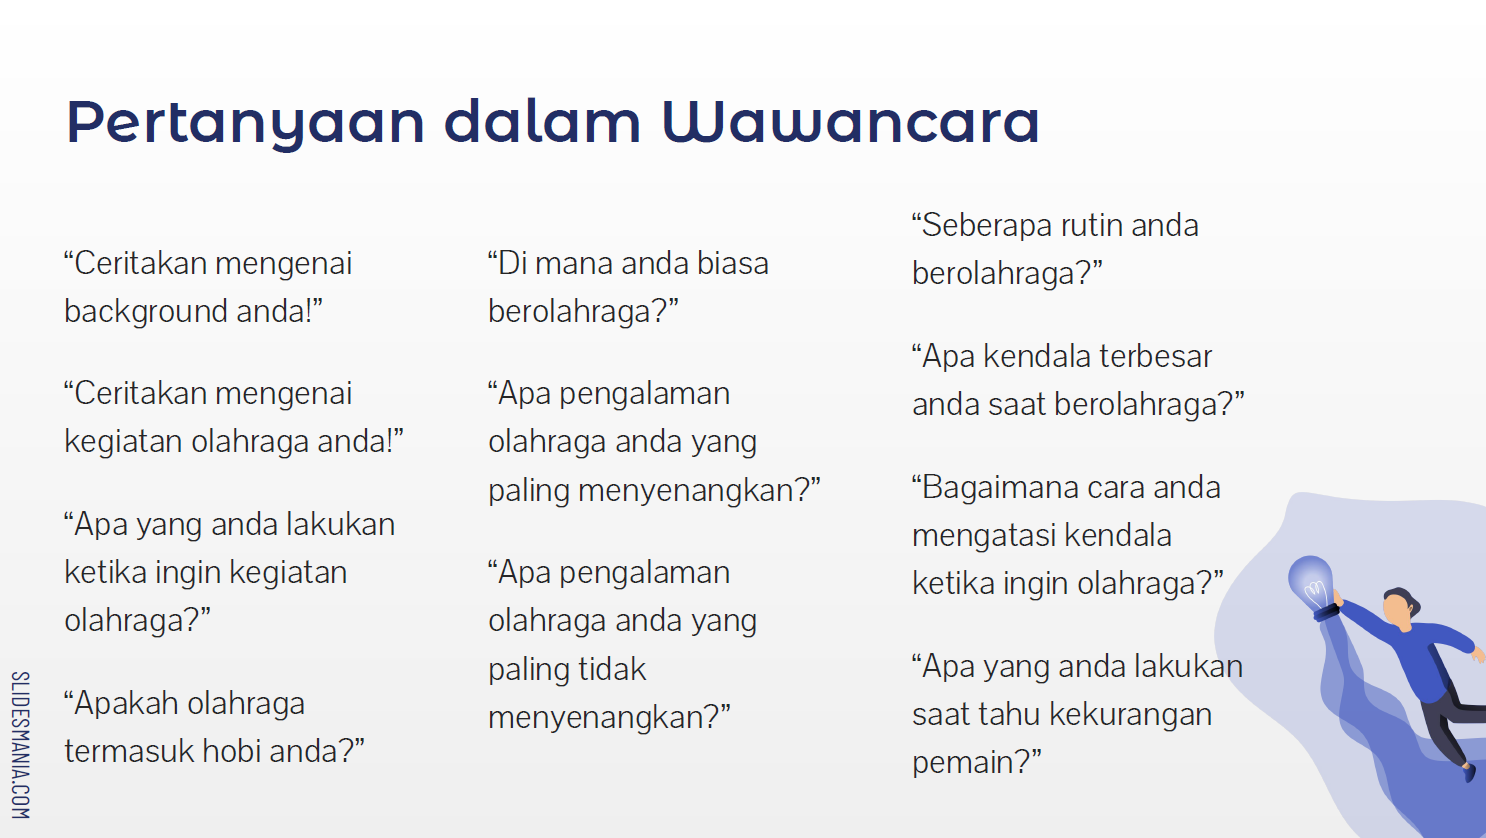 Pertanyaan dalam Wawancara
“Ceritakan mengenai
background anda!”
“Ceritakan mengenai
kegiatan olahraga anda!”
“Apa yang anda lakukan
ketika ingin kegiatan
olahraga?”
“Apakah olahraga
termasuk hobi anda?”
“Di mana anda biasa
berolahraga?”
“Apa pengalaman
olahraga anda yang
paling menyenangkan?”
“Apa pengalaman
olahraga anda yang
paling tidak
menyenangkan?”
“Seberapa rutin anda
berolahraga?”
“Apa kendala terbesar
anda saat berolahraga?”
“Bagaimana cara anda
mengatasi kendala
ketika ingin olahraga?”
“Apa yang anda lakukan
saat tahu kekurangan
pemain?”
SLIDESMANIA.COM